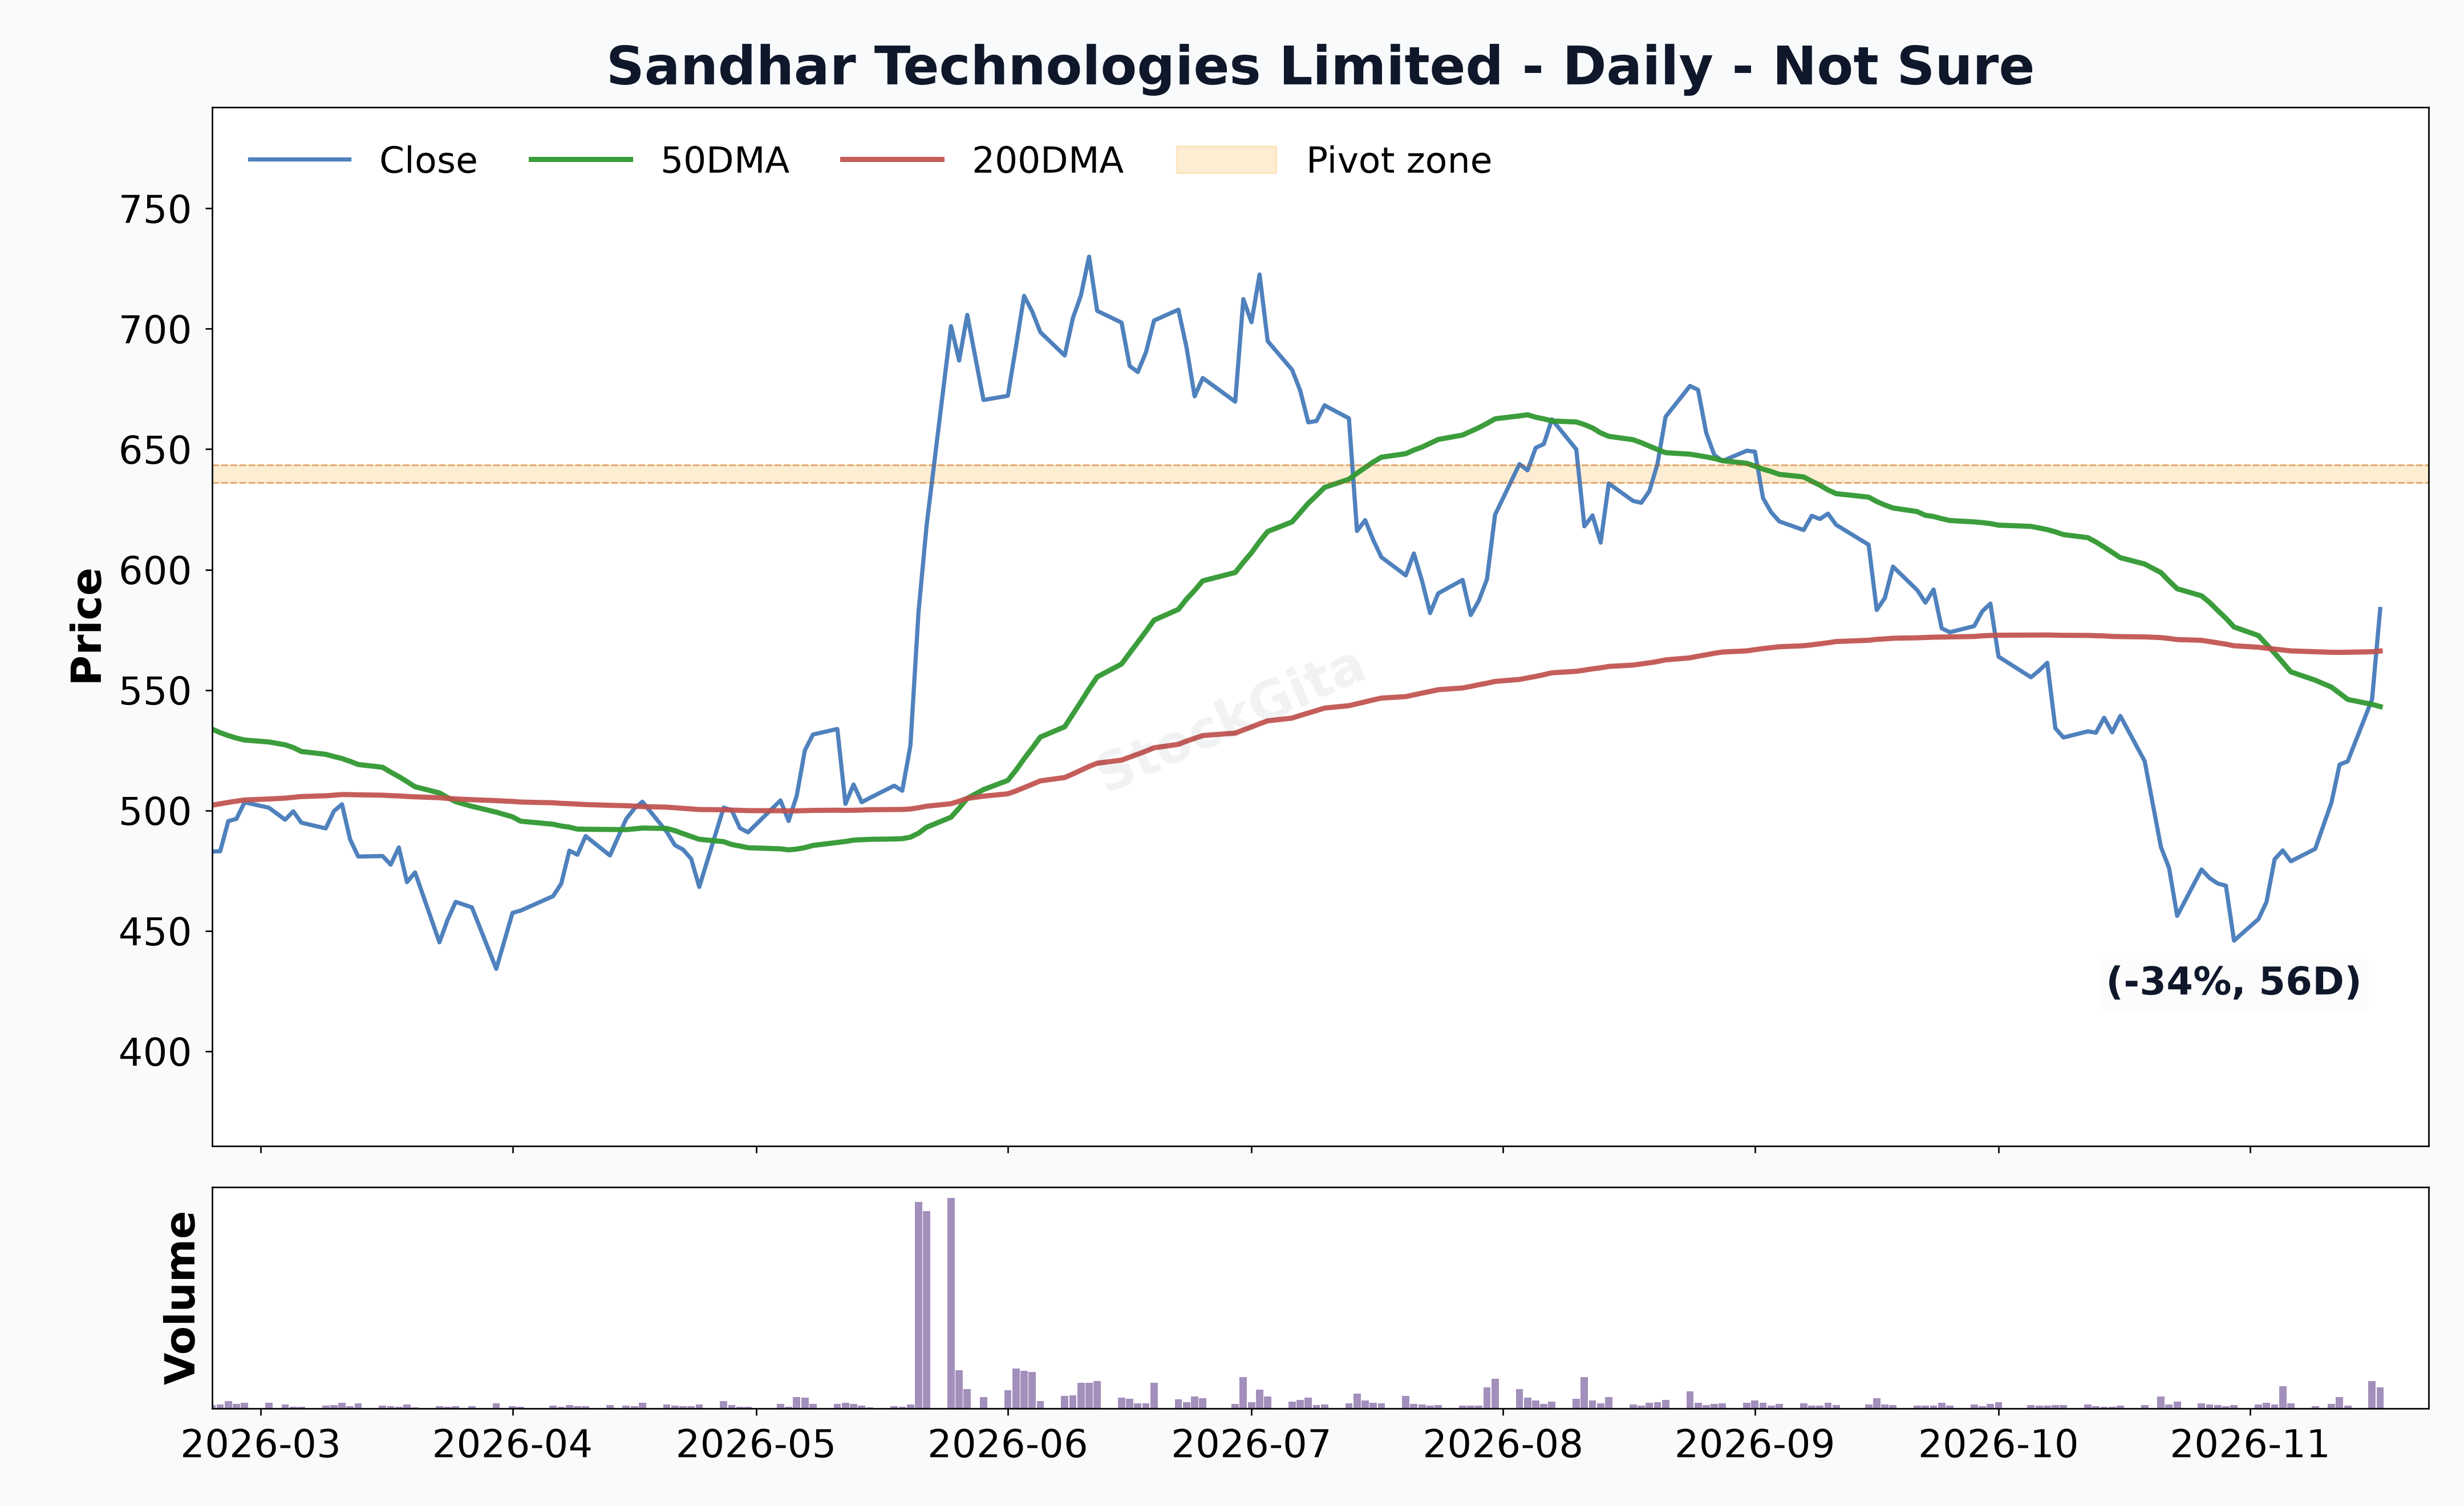 Sandhar Technologies Limited - Daily - Not Sure
Close 50DMA 200DMA Pivot zone
750
700
650
600
550
500
450
400
Price
StockGita
(-34%, 56D)
Volume
2026-03 2026-04 2026-05 2026-06 2026-07 2026-08 2026-09 2026-10 2026-11